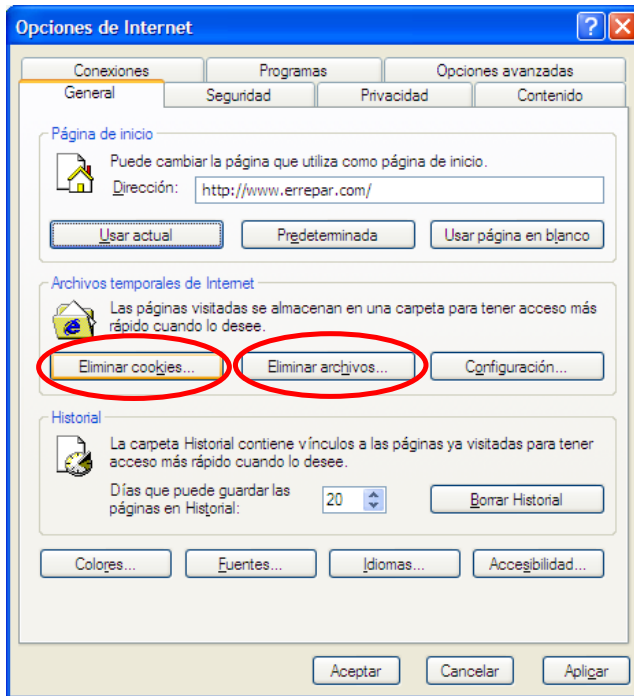 Opciones de Internet
Conexiones Programas Opciones avanzadas
General Seguridad Privacidad Contenido
Página de inicio
Puede cambiar la página que utiliza como página de inicio.
Dirección: http://www.errepar.com/
Usar actual Predeterminada Usar página en blanco
Archivos temporales de Internet
Las páginas visitadas se almacenan en una carpeta para tener acceso más
rápido cuando lo desee.
Eliminar cookies... Eliminar archivos... Configuración...
Historial
La carpeta Historial contiene vínculos a las páginas ya visitadas para tener
acceso más rápido cuando lo desee.
Días que puede guardar las
páginas en Historial: 20 Borrar Historial
Colores... Fuentes... Idiomas... Accesibilidad...
Aceptar Cancelar Aplicar